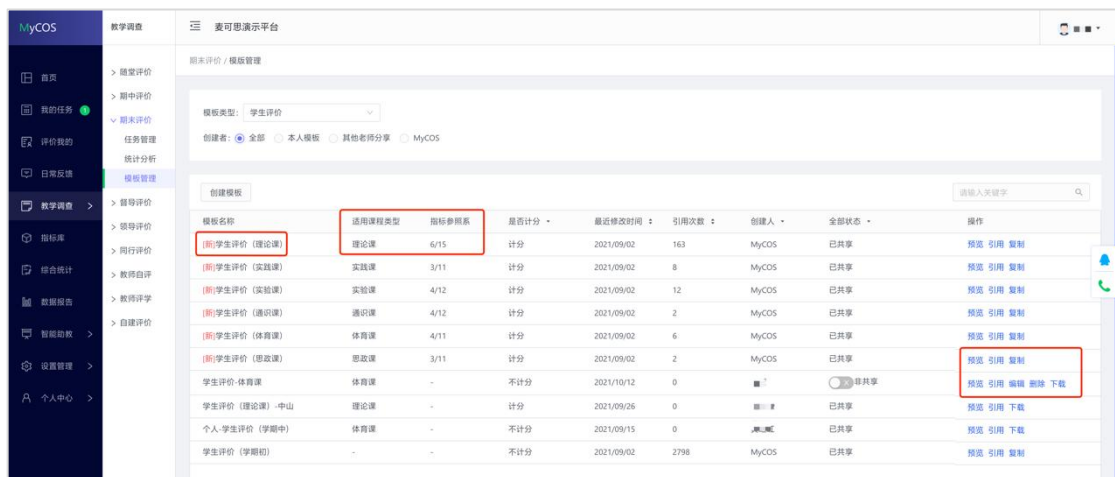 MyCOS
教学调查
麦可思演示平台
首页
我的任务 1
评价我的
日常反馈
教学调查
指标库
综合统计
数据报告
智能助教
设置管理
个人中心
随堂评价
期中评价
期末评价
任务管理
统计分析
模板管理
督导评价
领导评价
同行评价
教师自评
教师评学
自建评价
期末评价 / 模版管理
模板类型： 学生评价
创建者： 全部 本人模板 其他老师分享 MyCOS
创建模板 请输入关键字
模板名称 适用课程类型 指标参照系 是否计分 最近修改时间 引用次数 创建人 全部状态 操作
[新]学生评价（理论课） 理论课 6/15 计分 2021/09/02 163 MyCOS 已共享 预览 引用 复制
[新]学生评价（实践课） 实践课 3/11 计分 2021/09/02 8 MyCOS 已共享 预览 引用 复制
[新]学生评价（实验课） 实验课 4/12 计分 2021/09/02 12 MyCOS 已共享 预览 引用 复制
[新]学生评价（通识课） 通识课 4/12 计分 2021/09/02 2 MyCOS 已共享 预览 引用 复制
[新]学生评价（体育课） 体育课 4/11 计分 2021/09/02 6 MyCOS 已共享 预览 引用 复制
[新]学生评价（思政课） 思政课 3/11 计分 2021/09/02 2 MyCOS 已共享 预览 引用 复制
学生评价-体育课 体育课 - 不计分 2021/10/12 0 非共享 预览 引用 编辑 删除 下载
学生评价（理论课）-中山 理论课 - 计分 2021/09/26 0 已共享 预览 引用 下载
个人-学生评价（学期中） 体育课 - 不计分 2021/09/15 0 已共享 预览 引用 下载
学生评价（学期初） - - 不计分 2021/09/02 2798 MyCOS 已共享 预览 引用 复制